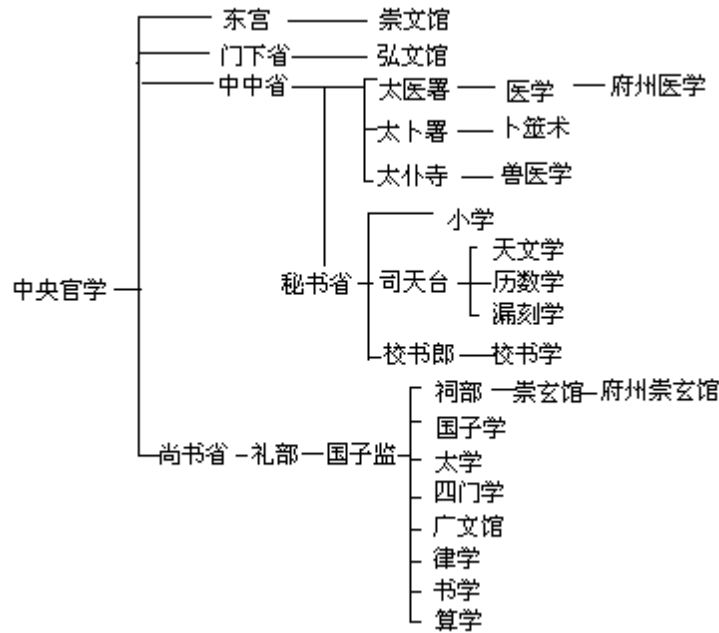 东宫 崇文馆
门下省 弘文馆
中中省 太医署 医学 府州医学
太卜署 卜筮术
太仆寺 兽医学
小学
天文学
中央官学 秘书省 司天台 历数学
漏刻学
校书郎 校书学
祠部 崇玄馆 府州崇玄馆
国子学
尚书省 礼部 国子监 太学
四门学
广文馆
律学
书学
算学